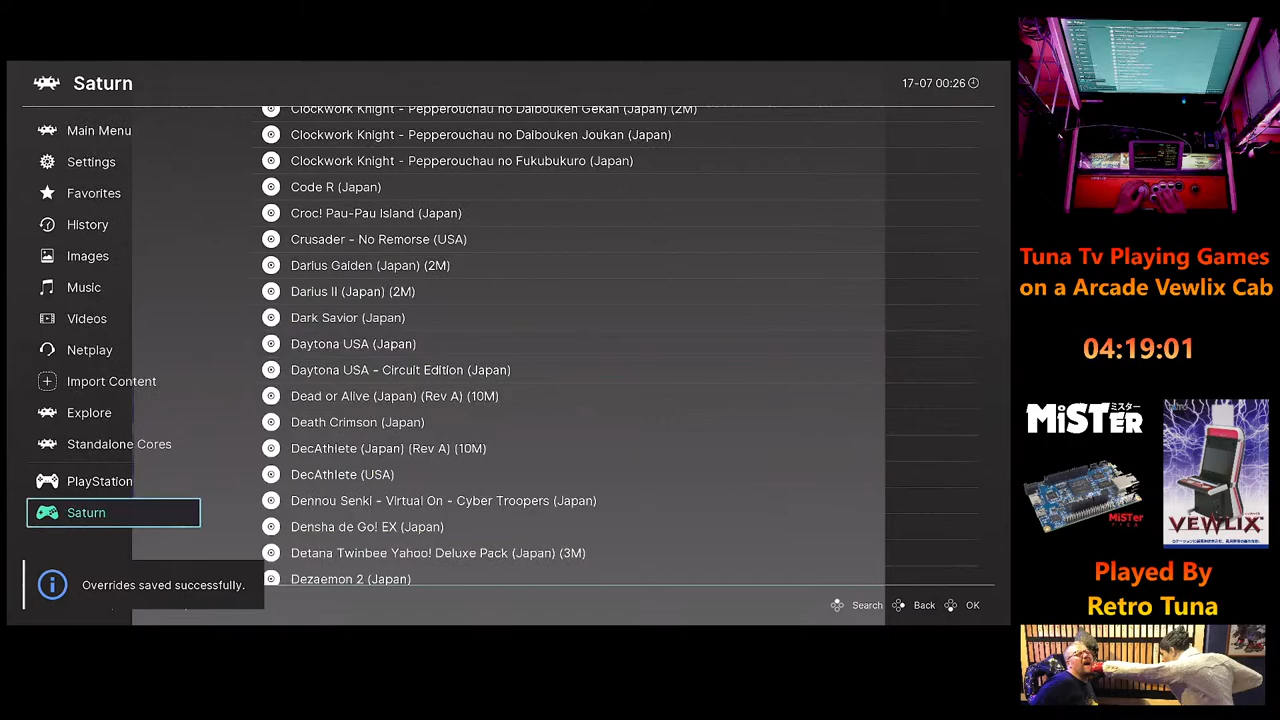 Saturn
17-07 00:26
Main Menu
Settings
Favorites
History
Images
Music
Videos
Netplay
Import Content
Explore
Standalone Cores
PlayStation
Saturn
Clockwork Knight - Pepperouchau no Daibouken Gekan (Japan) (2M)
Clockwork Knight - Pepperouchau no Daibouken Joukan (Japan)
Clockwork Knight - Pepperouchau no Fukubukuro (Japan)
Code R (Japan)
Croc! Pau-Pau Island (Japan)
Crusader - No Remorse (USA)
Darius Gaiden (Japan) (2M)
Darius II (Japan) (2M)
Dark Savior (Japan)
Daytona USA (Japan)
Daytona USA - Circuit Edition (Japan)
Dead or Alive (Japan) (Rev A) (10M)
Death Crimson (Japan)
DecAthlete (Japan) (Rev A) (10M)
DecAthlete (USA)
Dennou Senki - Virtual On - Cyber Troopers (Japan)
Densha de Go! EX (Japan)
Detana Twinbee Yahoo! Deluxe Pack (Japan) (3M)
Dezaemon 2 (Japan)
Overrides saved successfully.
Search Back OK
Tuna Tv Playing Games
on a Arcade Vewlix Cab
04:19:01
MiSTer
ミスター
MiSTer
TAITO
VEWLIX
Played By
Retro Tuna